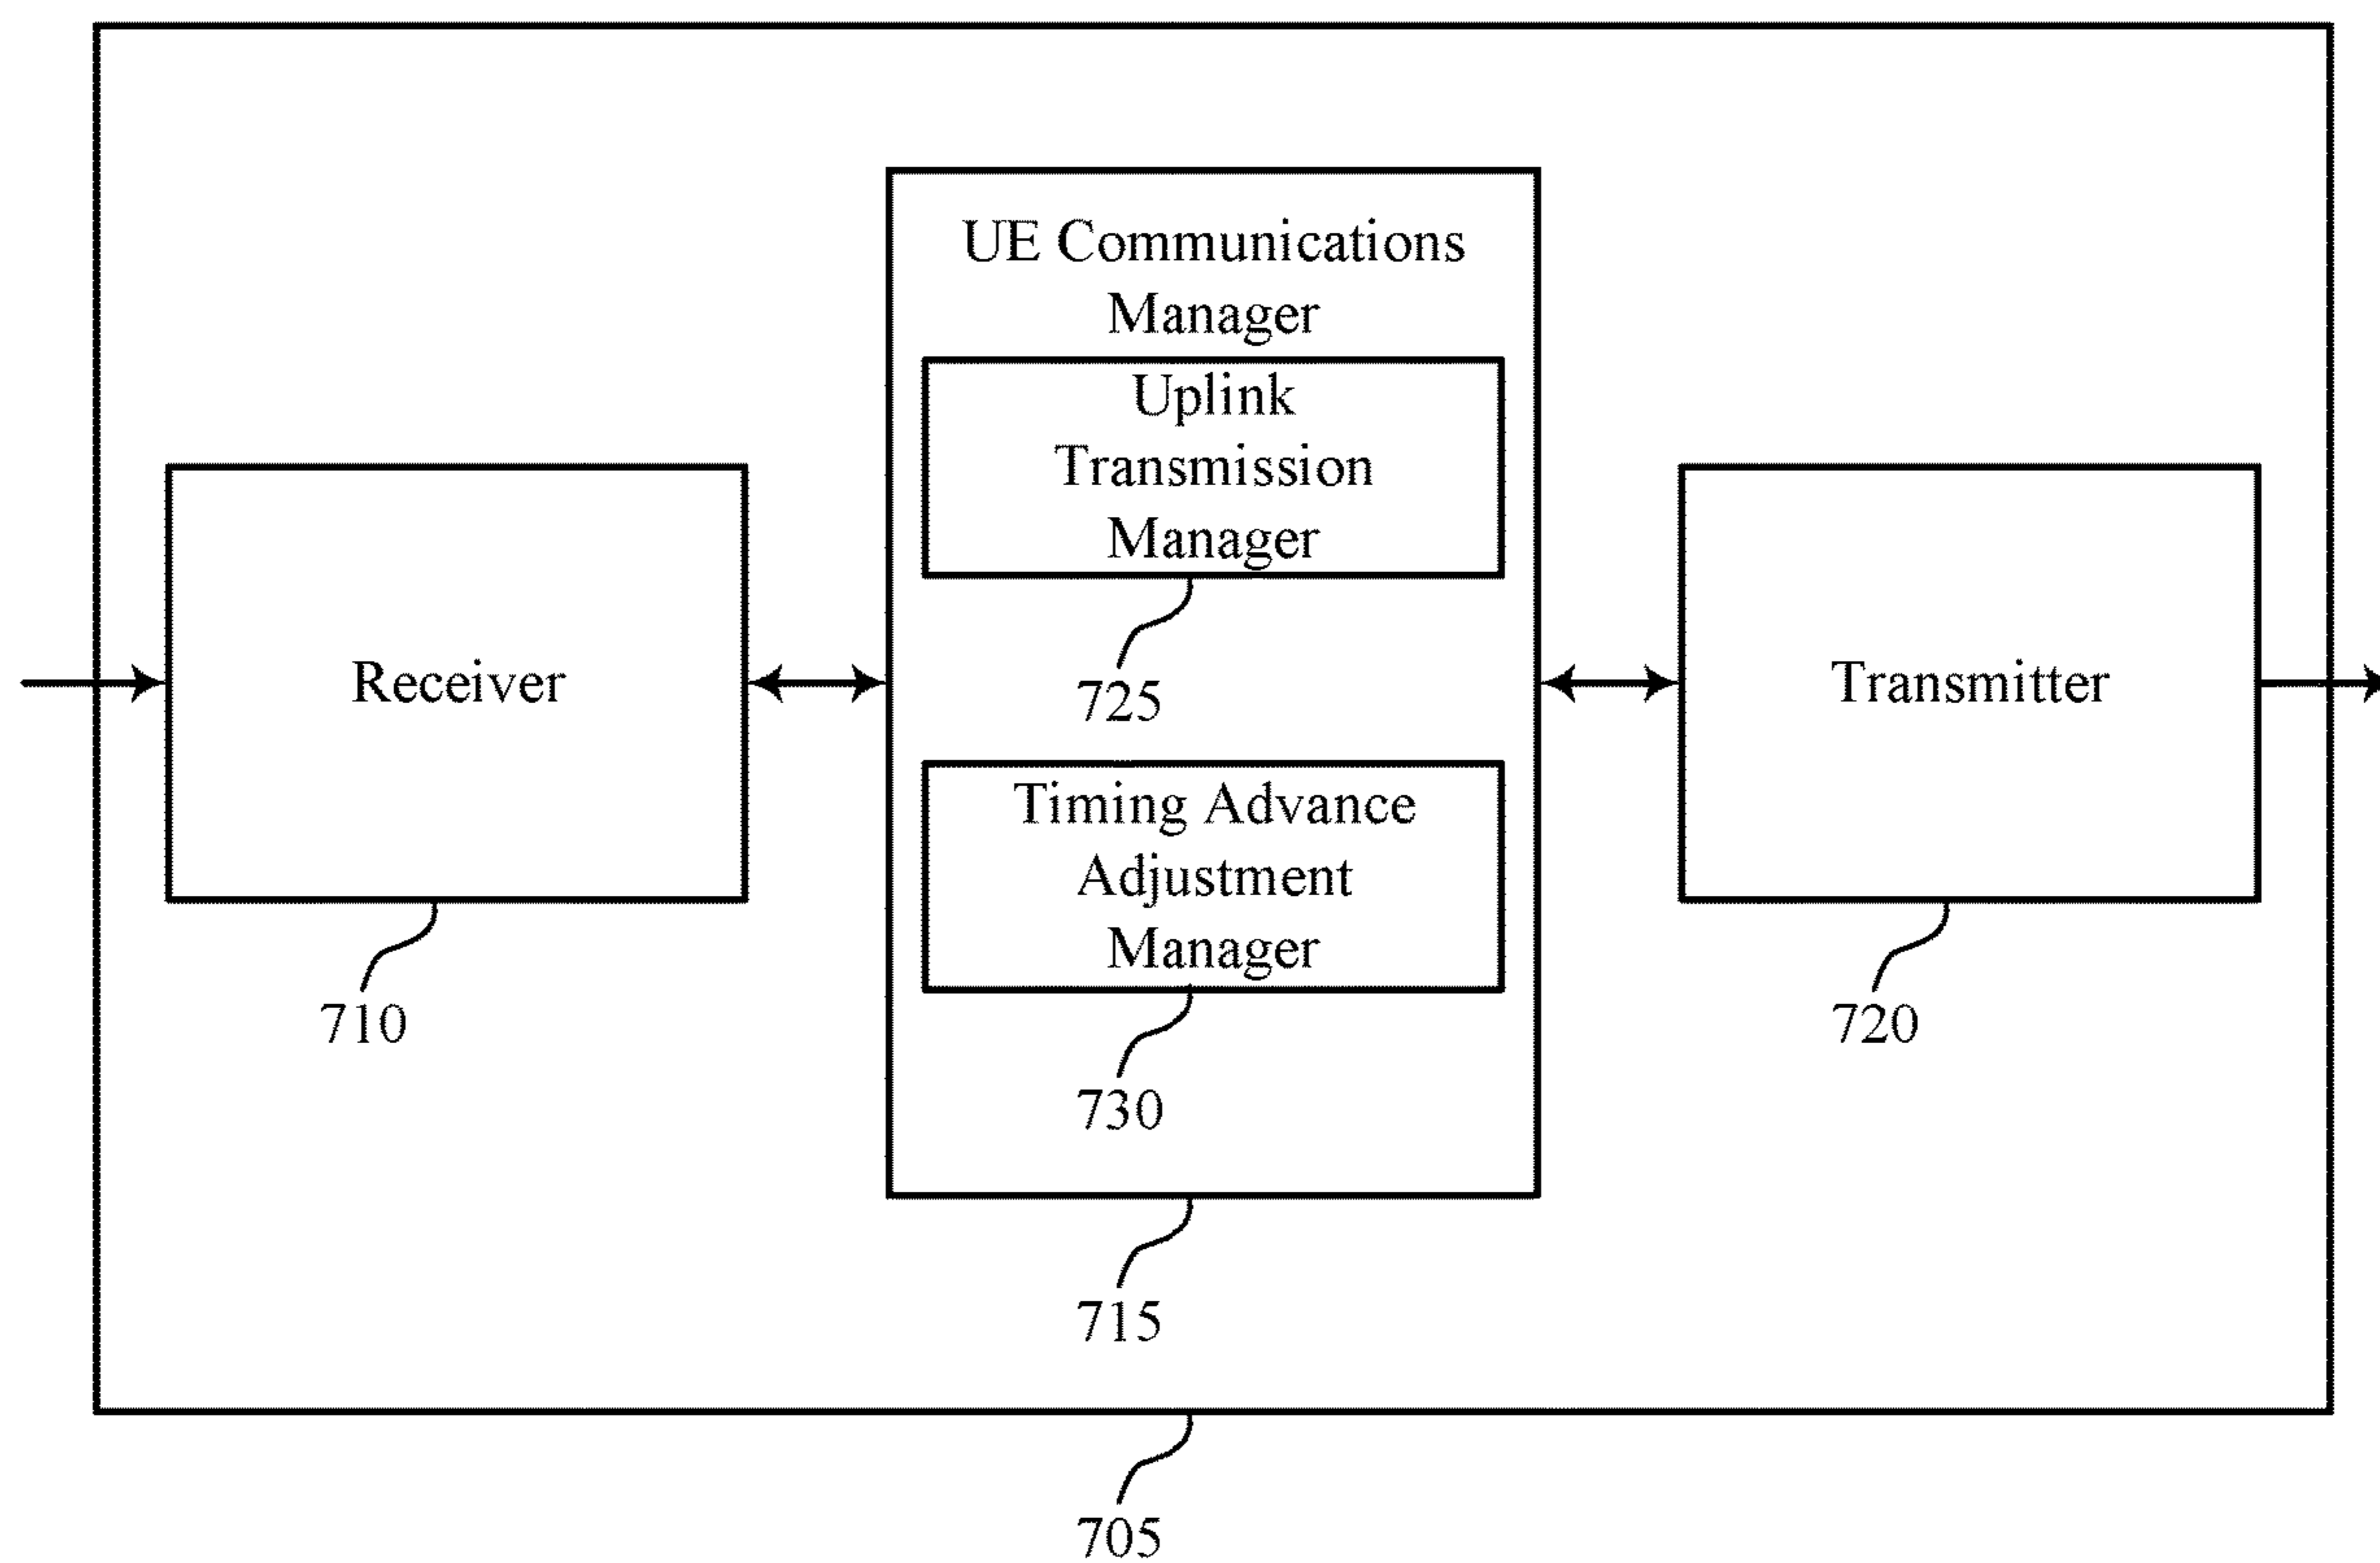 UE Communications
Manager
Uplink
Transmission
Manager
725
Receiver
710
Timing Advance
Adjustment
Manager
730
Transmitter
720
715
705